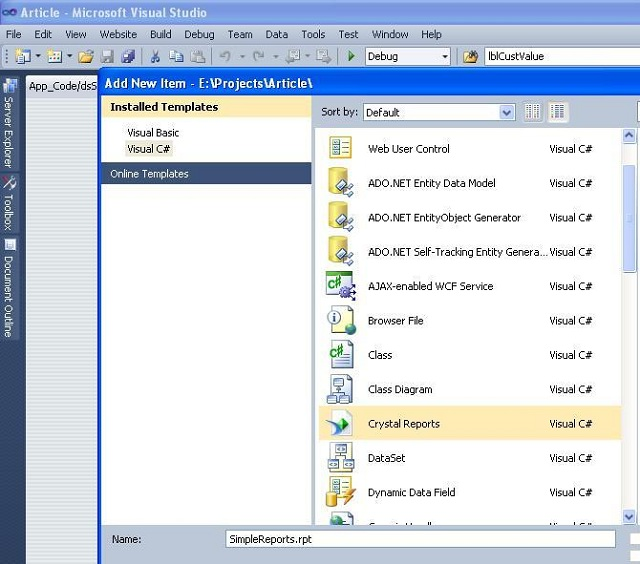 Article - Microsoft Visual Studio
File Edit View Website Build Debug Team Data Tools Test Window Help
Debug lblCustValue
Server Explorer
Toolbox
Document Outline
App_Code/dsS
Add New Item - E:\Projects\Article\
Installed Templates
Visual Basic
Visual C#
Online Templates
Sort by: Default
Web User Control Visual C#
ADO.NET Entity Data Model Visual C#
ADO.NET EntityObject Generator Visual C#
ADO.NET Self-Tracking Entity Genera... Visual C#
AJAX-enabled WCF Service Visual C#
Browser File Visual C#
Class Visual C#
Class Diagram Visual C#
Crystal Reports Visual C#
DataSet Visual C#
Dynamic Data Field Visual C#
Name: SimpleReports.rpt